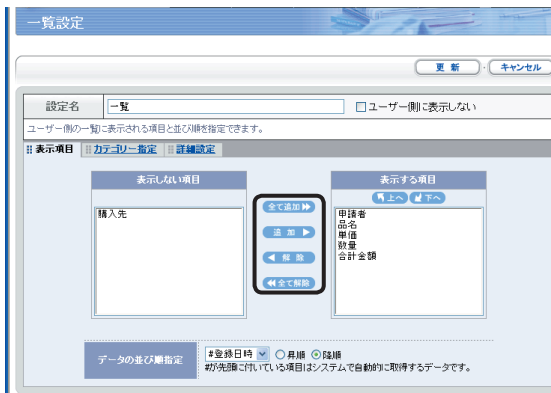 一覧設定
更 新 キャンセル
設定名 一覧 ユーザー側に表示しない
ユーザー側の一覧に表示される項目と並び順を指定できます。
表示項目 カテゴリー指定 詳細設定
表示しない項目
購入先
全て追加
追 加
解 除
全て解除
表示する項目
上へ 下へ
申請者
品名
単価
数量
合計金額
データの並び順指定 #登録日時 昇順 降順
#が先頭に付いている項目はシステムで自動的に取得するデータです。